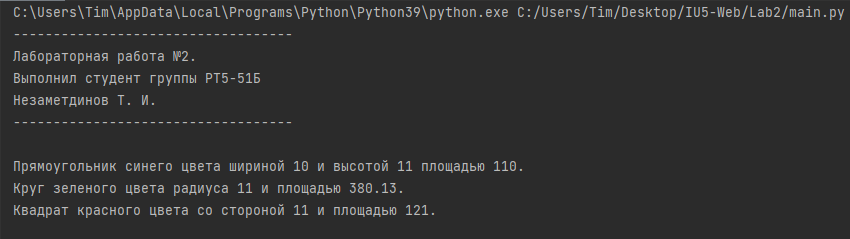 C:\Users\Tim\AppData\Local\Programs\Python\Python39\python.exe C:/Users/Tim/Desktop/IU5-Web/Lab2/main.py
-----------------------------------
Лабораторная работа №2.
Выполнил студент группы РТ5-51Б
Незаметдинов Т. И.
-----------------------------------
Прямоугольник синего цвета шириной 10 и высотой 11 площадью 110.
Круг зеленого цвета радиуса 11 и площадью 380.13.
Квадрат красного цвета со стороной 11 и площадью 121.